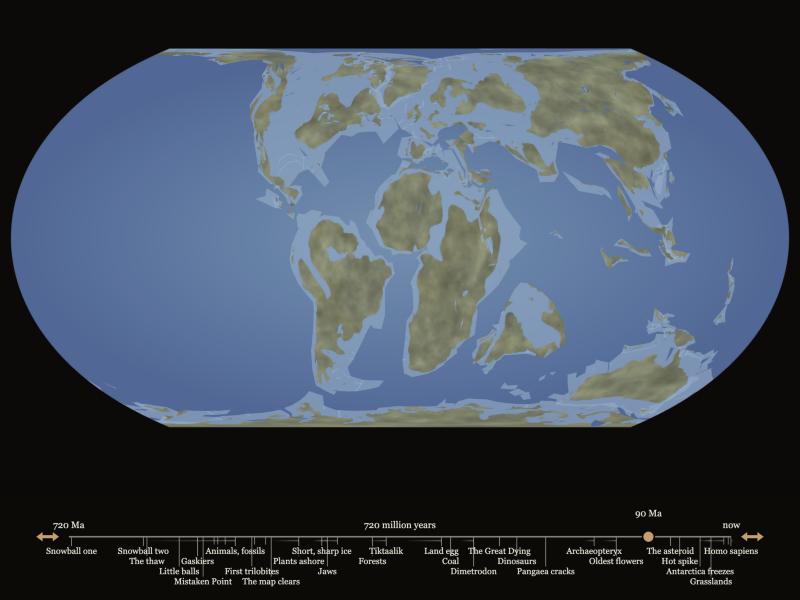 90 Ma
720 Ma 720 million years now
Snowball one Snowball two Animals, fossils Short, sharp ice Tiktaalik Land egg The Great Dying Archaeopteryx The asteroid Homo sapiens
The thaw Gaskiers Plants ashore Forests Coal Dinosaurs Oldest flowers Hot spike
Little balls First trilobites Jaws Dimetrodon Pangaea cracks Antarctica freezes
Mistaken Point The map clears Grasslands